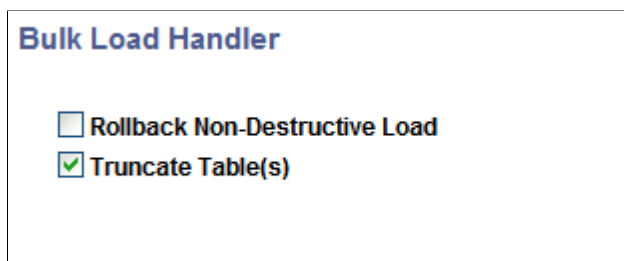 Bulk Load Handler
Rollback Non-Destructive Load
Truncate Table(s)